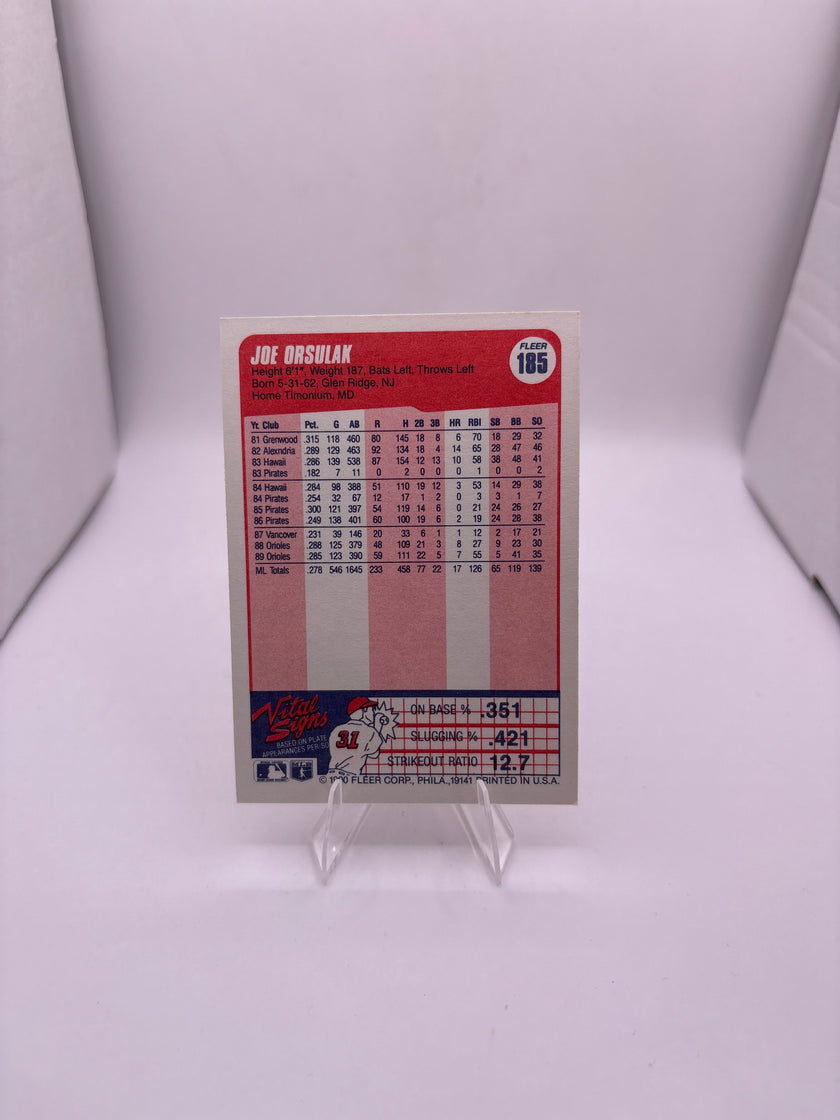 JOE ORSULAK
FLEER
185
Height 6'1", Weight 187, Bats Left, Throws Left
Born 5-31-62, Glen Ridge, NJ
Home Timonium, MD
Yr. Club Pct. G AB R H 2B 3B HR RBI SB BB SO
81 Grenwood .315 118 460 80 145 18 8 6 70 18 29 32
82 Alexndria .289 129 463 92 134 18 4 14 65 28 47 46
83 Hawaii .286 139 538 87 154 12 13 10 58 38 48 41
83 Pirates .182 7 11 0 2 0 0 0 1 0 0 2
84 Hawaii .284 98 388 51 110 19 12 3 53 14 29 38
84 Pirates .254 32 67 12 17 1 2 0 3 3 1 7
85 Pirates .300 121 397 54 119 14 6 0 21 24 26 27
86 Pirates .249 138 401 60 100 19 6 2 19 24 28 38
87 Vancover .231 39 146 20 33 6 1 1 12 2 17 21
88 Orioles .288 125 379 48 109 21 3 8 27 9 23 30
89 Orioles .285 123 390 59 111 22 5 7 55 5 41 35
ML Totals .278 546 1645 233 458 77 22 17 126 65 119 139
Vital Signs
BASED ON PLATE
APPEARANCES PER/SO
31
ON BASE % .351
SLUGGING % .421
STRIKEOUT RATIO 12.7
© 1990 FLEER CORP., PHILA.,19141 PRINTED IN U.S.A.